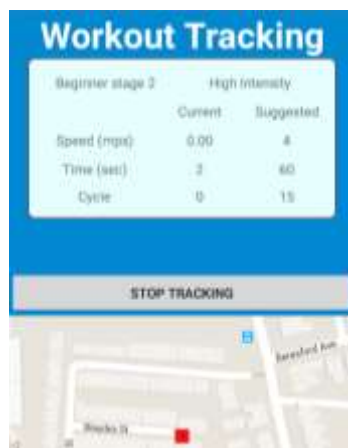 Workout Tracking
Beginner stage 2 High Intensity
Current Suggested
Speed (mps) 0.00 4
Time (sec) 2 60
Cycle 0 15
STOP TRACKING
Beresford Ave